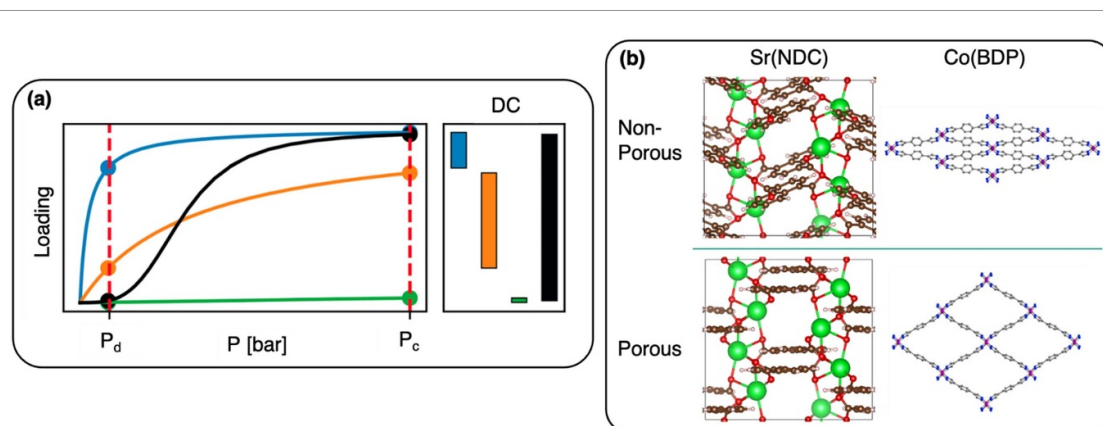 (a)
DC
Loading
P_d
P [bar]
P_c
(b)
Sr(NDC)
Co(BDP)
Non-
Porous
Porous